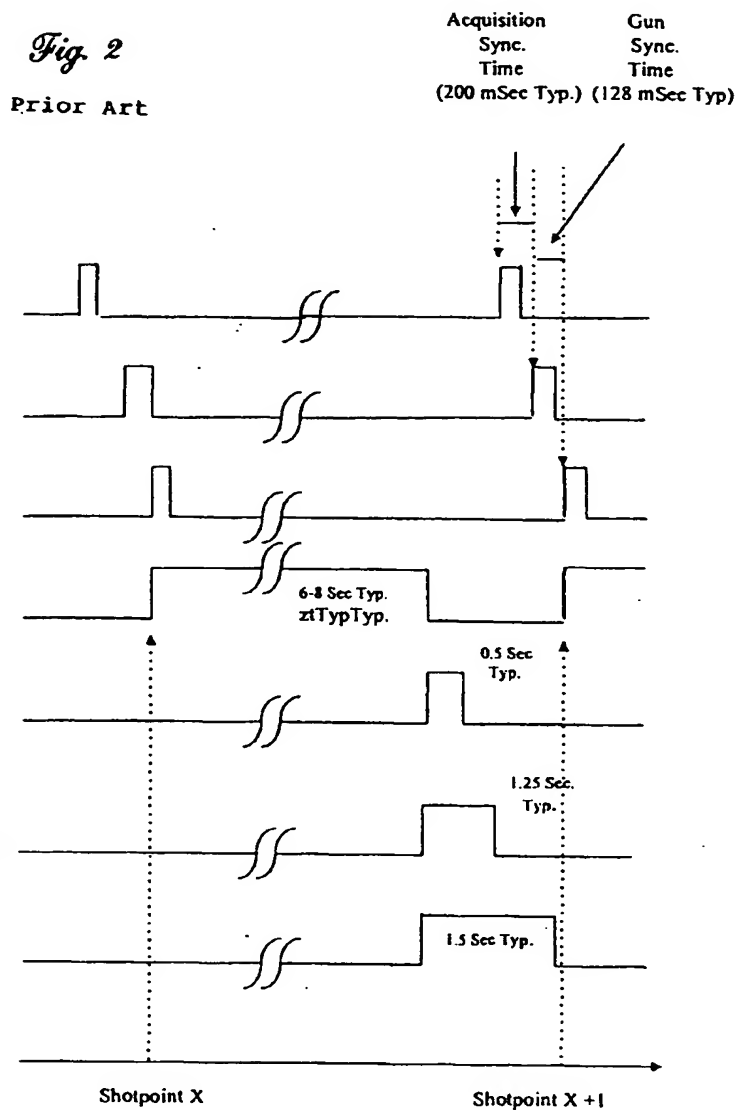 Fig. 2
Prior Art
Acquisition
Sync.
Time
(200 mSec Typ.)
Gun
Sync.
Time
(128 mSec Typ)
6-8 Sec Typ.
ztTypTyp.
0.5 Sec
Typ.
1.25 Sec.
Typ.
1.5 Sec Typ.
Shotpoint X
Shotpoint X +1